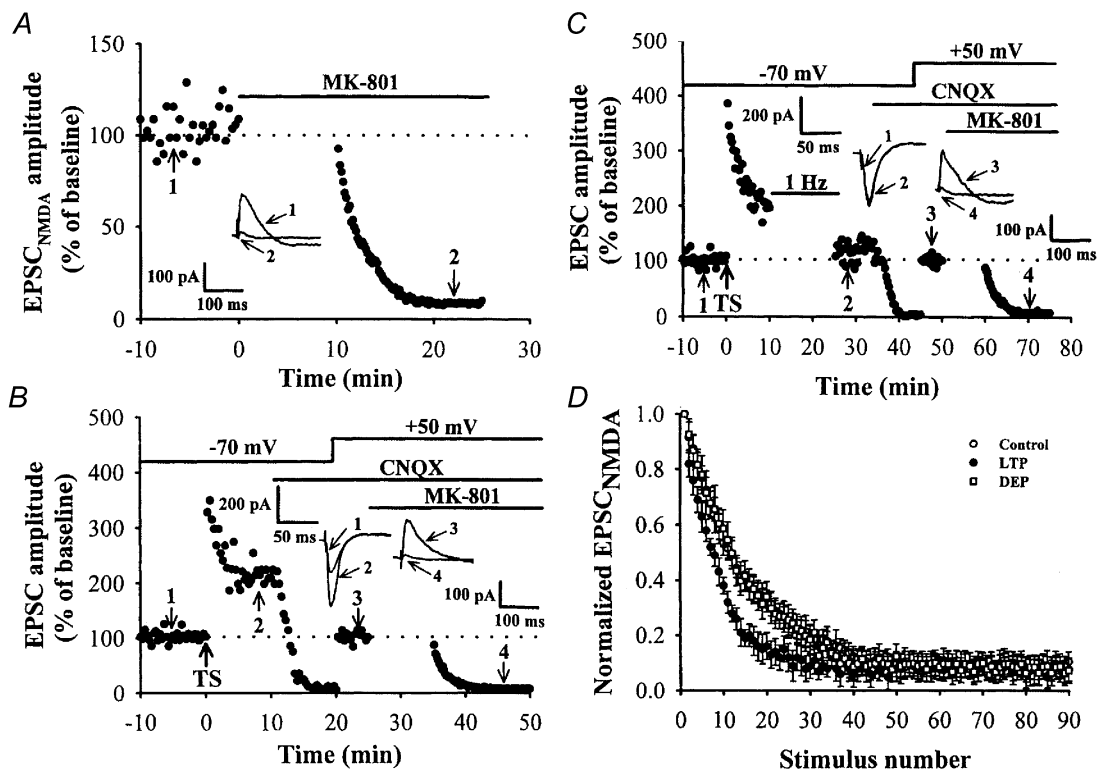 A
EPSC_NMDA amplitude
(% of baseline)
150
100
50
0
MK-801
1
1
2
100 pA
100 ms
2
-10 0 10 20 30
Time (min)
B
EPSC amplitude
(% of baseline)
500
400
300
200
100
0
-70 mV
+50 mV
CNQX
MK-801
200 pA
50 ms
1
2
3
4
100 pA
100 ms
1
TS
2
3
4
-10 0 10 20 30 40 50
Time (min)
C
EPSC amplitude
(% of baseline)
500
400
300
200
100
0
-70 mV
+50 mV
CNQX
MK-801
200 pA
50 ms
1 Hz
1
2
3
4
100 pA
100 ms
1
TS
2
3
4
-10 0 10 20 30 40 50 60 70 80
Time (min)
D
Normalized EPSC_NMDA
1.0
0.8
0.6
0.4
0.2
0.0
Control
LTP
DEP
0 10 20 30 40 50 60 70 80 90
Stimulus number